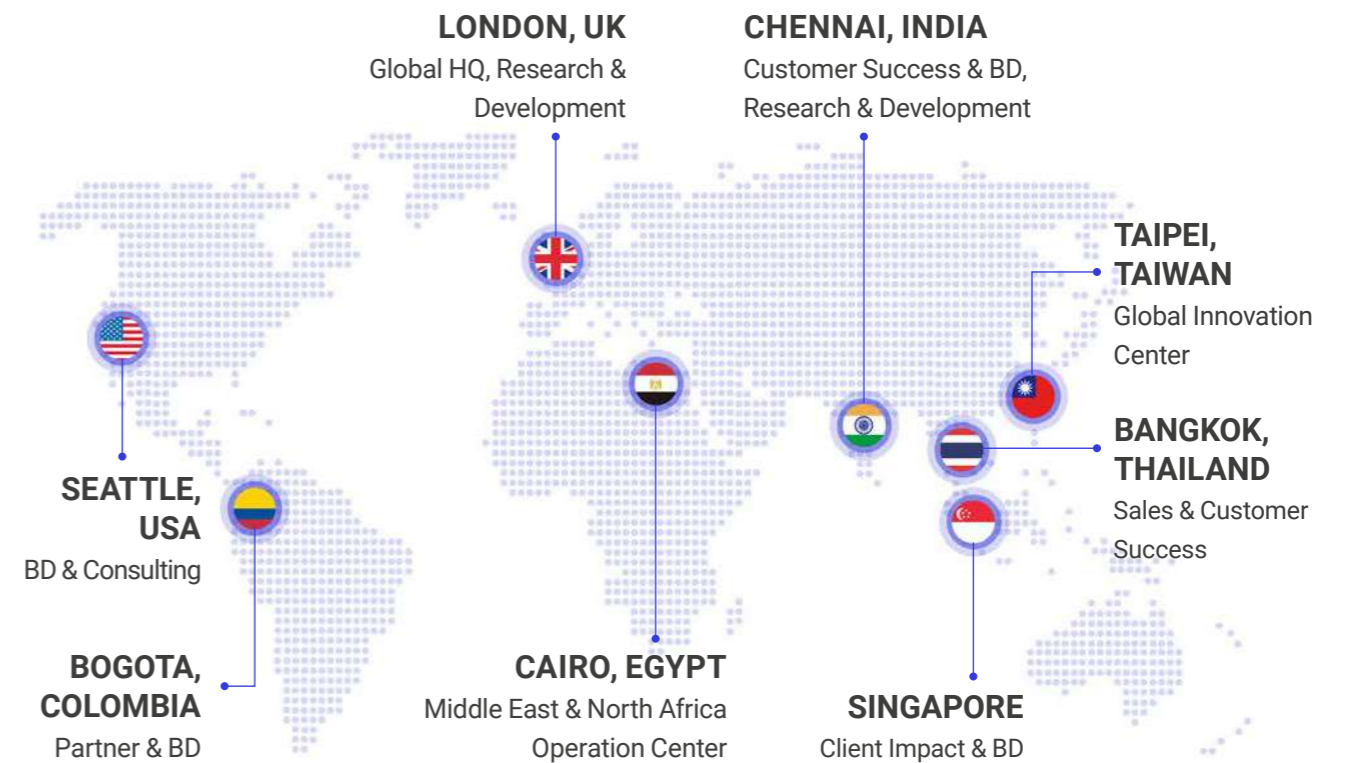 LONDON, UK
Global HQ, Research &
Development
CHENNAI, INDIA
Customer Success & BD,
Research & Development
TAIPEI,
TAIWAN
Global Innovation
Center
BANGKOK,
THAILAND
Sales & Customer
Success
SEATTLE,
USA
BD & Consulting
BOGOTA,
COLOMBIA
Partner & BD
CAIRO, EGYPT
Middle East & North Africa
Operation Center
SINGAPORE
Client Impact & BD